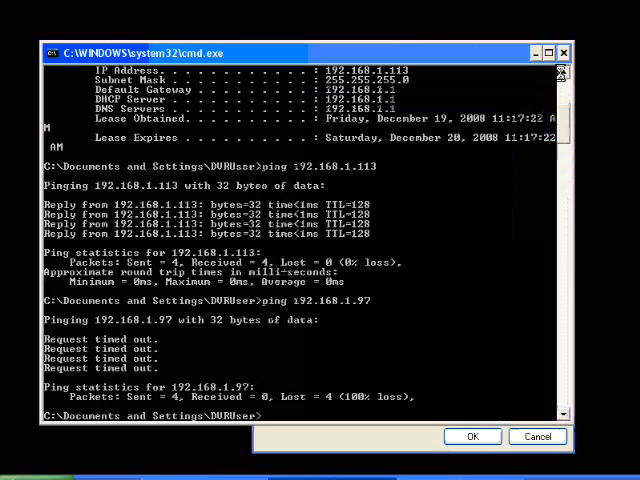 C:\WINDOWS\system32\cmd.exe
IP Address. . . . . . . . . . . . : 192.168.1.113
Subnet Mask . . . . . . . . . . . : 255.255.255.0
Default Gateway . . . . . . . . . : 192.168.1.1
DHCP Server . . . . . . . . . . . : 192.168.1.1
DNS Servers . . . . . . . . . . . : 192.168.1.1
Lease Obtained. . . . . . . . . . : Friday, December 19, 2008 11:17:22 A
M
Lease Expires . . . . . . . . . . : Saturday, December 20, 2008 11:17:22
AM
C:\Documents and Settings\DVRUser>ping 192.168.1.113
Pinging 192.168.1.113 with 32 bytes of data:
Reply from 192.168.1.113: bytes=32 time<1ms TTL=128
Reply from 192.168.1.113: bytes=32 time<1ms TTL=128
Reply from 192.168.1.113: bytes=32 time<1ms TTL=128
Reply from 192.168.1.113: bytes=32 time<1ms TTL=128
Ping statistics for 192.168.1.113:
Packets: Sent = 4, Received = 4, Lost = 0 (0% loss),
Approximate round trip times in milli-seconds:
Minimum = 0ms, Maximum = 0ms, Average = 0ms
C:\Documents and Settings\DVRUser>ping 192.168.1.97
Pinging 192.168.1.97 with 32 bytes of data:
Request timed out.
Request timed out.
Request timed out.
Request timed out.
Ping statistics for 192.168.1.97:
Packets: Sent = 4, Received = 0, Lost = 4 (100% loss),
C:\Documents and Settings\DVRUser>
OK
Cancel